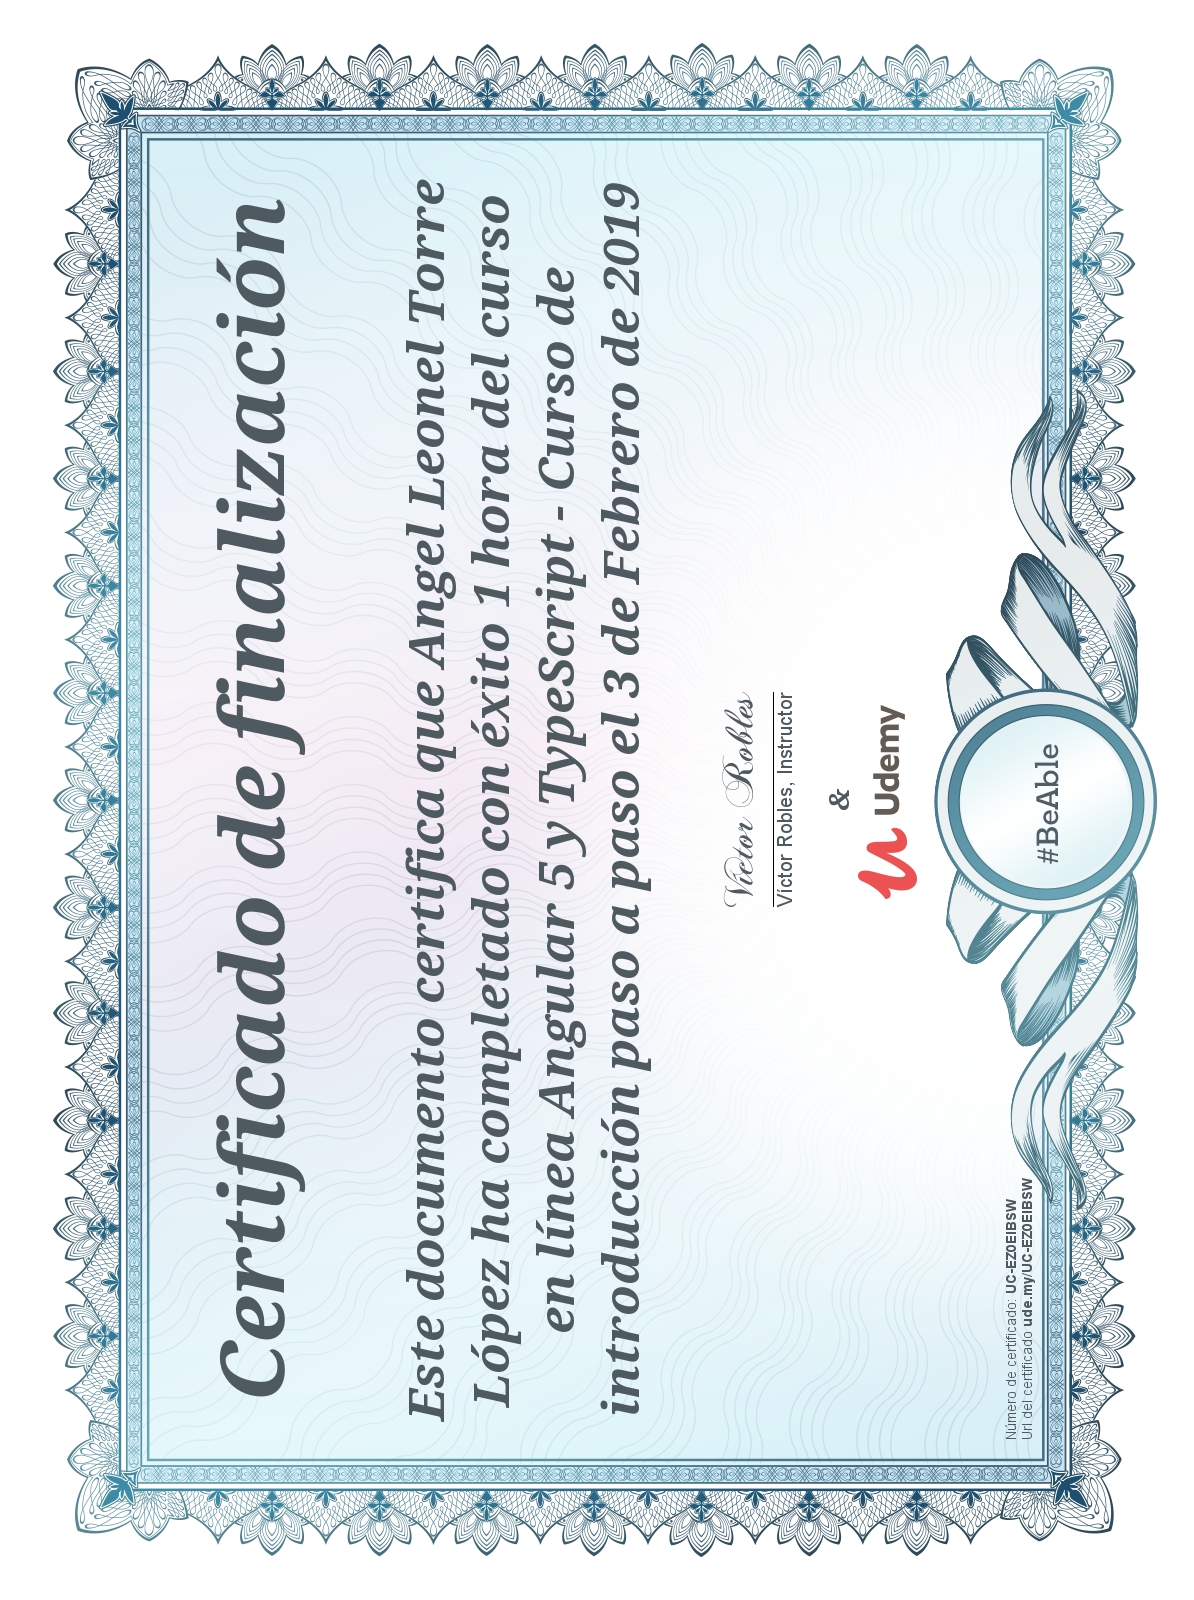 Certificado de finalización
Este documento certifica que Angel Leonel Torre
López ha completado con éxito 1 hora del curso
en línea Angular 5 y TypeScript - Curso de
introducción paso a paso el 3 de Febrero de 2019
Víctor Robles
Víctor Robles, Instructor
&
Udemy
#BeAble
Número de certificado: UC-EZ0EIBSW
Url del certificado ude.my/UC-EZ0EIBSW